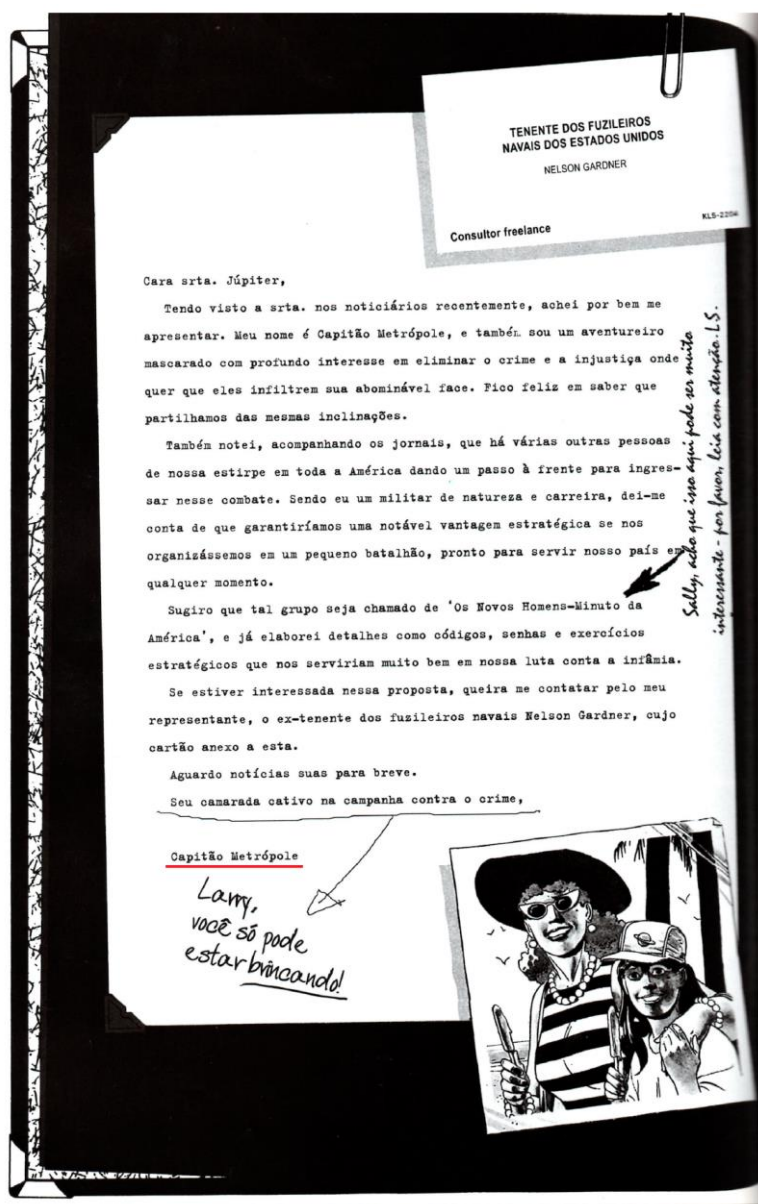 TENENTE DOS FUZILEIROS
NAVAIS DOS ESTADOS UNIDOS
NELSON GARDNER
Consultor freelance
Cara srta. Júpiter,
Tendo visto a srta. nos noticiários recentemente, achei por bem me
apresentar. Meu nome é Capitão Metrópole, e também sou um aventureiro
mascarado com profundo interesse em eliminar o crime e a injustiça onde
quer que eles infiltrem sua abominável face. Fico feliz em saber que
partilhamos das mesmas inclinações.
Também notei, acompanhando os jornais, que há várias outras pessoas
de nossa estirpe em toda a América dando um passo à frente para ingres-
sar nesse combate. Sendo eu um militar de natureza e carreira, dei-me
conta de que garantiríamos uma notável vantagem estratégica se nos
organizássemos em um pequeno batalhão, pronto para servir nosso país em
qualquer momento.
Sugiro que tal grupo seja chamado de 'Os Novos Homens-Minuto da
América', e já elaborei detalhes como códigos, senhas e exercícios
estratégicos que nos serviriam muito bem em nossa luta conta a infâmia.
Se estiver interessada nessa proposta, queira me contatar pelo meu
representante, o ex-tenente dos fuzileiros navais Nelson Gardner, cujo
cartão anexo a esta.
Aguardo notícias suas para breve.
Seu camarada cativo na campanha contra o crime,
Capitão Metrópole
Sally, acho que isso aqui pode ser muito
interessante - por favor, leia com atenção. L.S.
Larry,
você só pode
estar brincando!